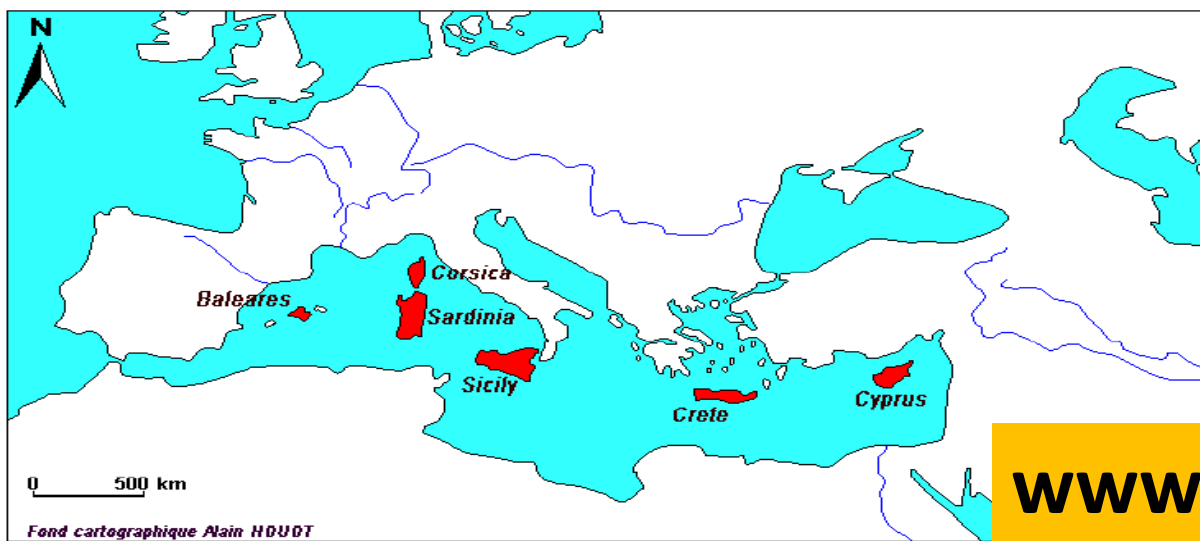 N
Corsica
Baleares
Sardinia
Sicily
Crete
Cyprus
0 500 km
www
Fond cartographique Alain HOUOT